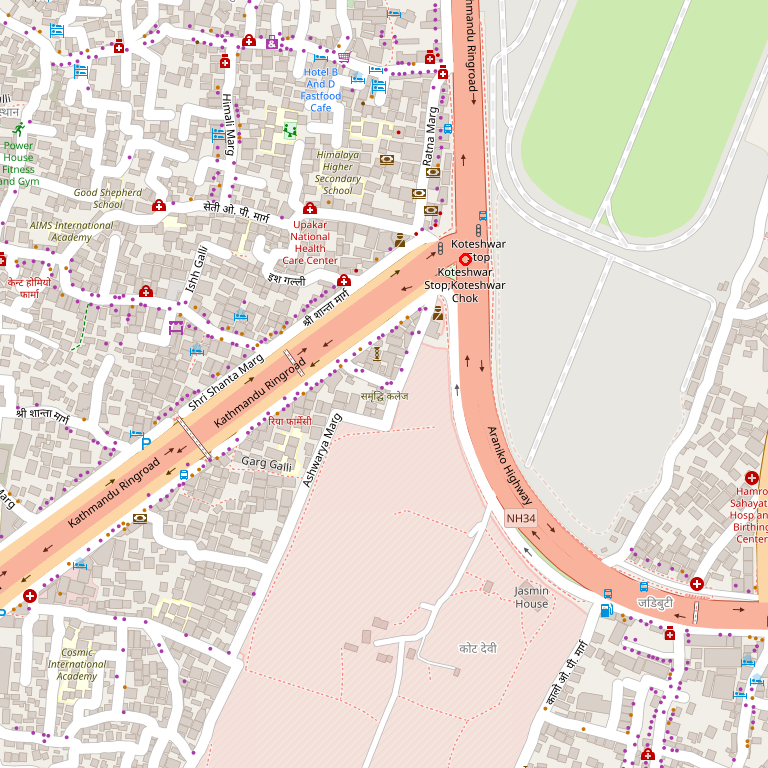 Kathmandu Ringroad
Hotel B
And D
Fastfood
Cafe
Himali Marg
Ratna Marg
Power
House
Fitness
and Gym
Himalaya
Higher
Secondary
School
Good Shepherd
School
सेती ओ. पी. मार्ग
AIMS International
Academy
Upakar
National
Health
Care Center
Koteshwar
Stop
Koteshwar
Stop;Koteshwar
Chok
Ishh Galli
इश गल्ली
केन्ट होमियो
फार्मा
श्री शान्ता मार्ग
Shri Shanta Marg
Kathmandu Ringroad
समृद्धि कलेज
श्री शान्ता मार्ग
रिया फार्मेसी
Ashwarya Marg
Araniko Highway
Garg Galli
Kathmandu Ringroad
Marg
NH34
Hamro
Sahayat
Hosp an
Birthing
Center
Jasmin
House
जडिबुटी
कोट देवी
Cosmic
International
Academy
कालो ओ. पी. मार्ग